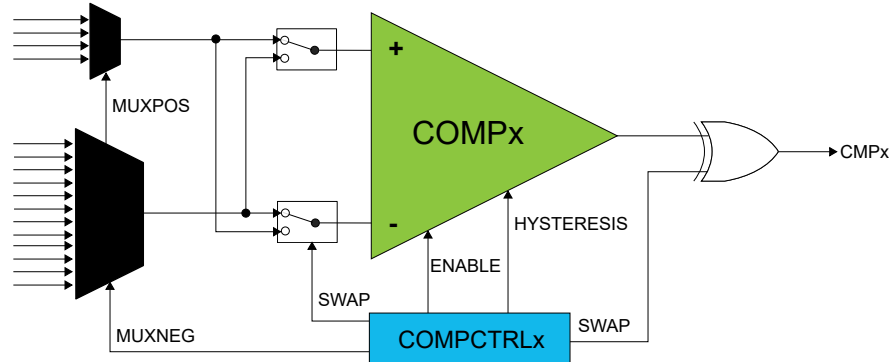 +
MUXPOS
COMPx
CMPx
-
HYSTERESIS
ENABLE
SWAP
SWAP
MUXNEG
COMPCTRLx